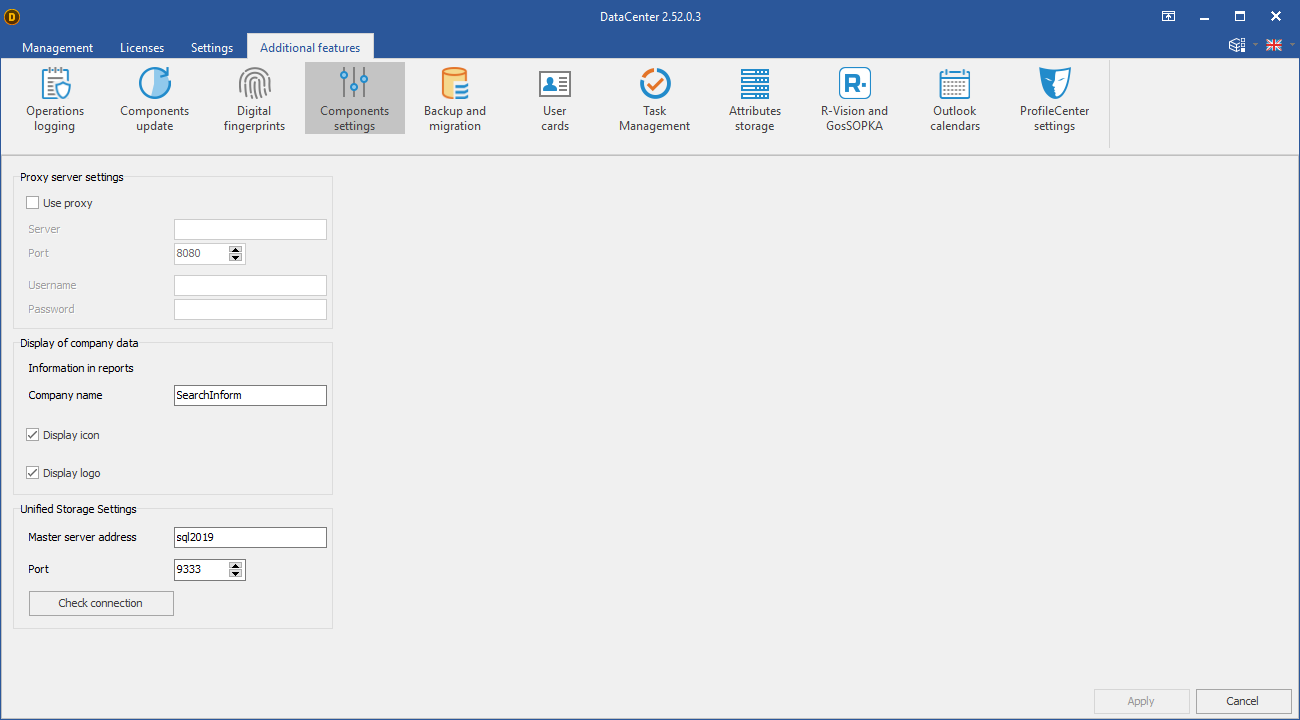 D
DataCenter 2.52.0.3
Management Licenses Settings Additional features
Operations logging
Components update
Digital fingerprints
Components settings
Backup and migration
User cards
Task Management
Attributes storage
R-Vision and GosSOPKA
Outlook calendars
ProfileCenter settings
Proxy server settings
Use proxy
Server
Port 8080
Username
Password
Display of company data
Information in reports
Company name SearchInform
Display icon
Display logo
Unified Storage Settings
Master server address sql2019
Port 9333
Check connection
Apply Cancel